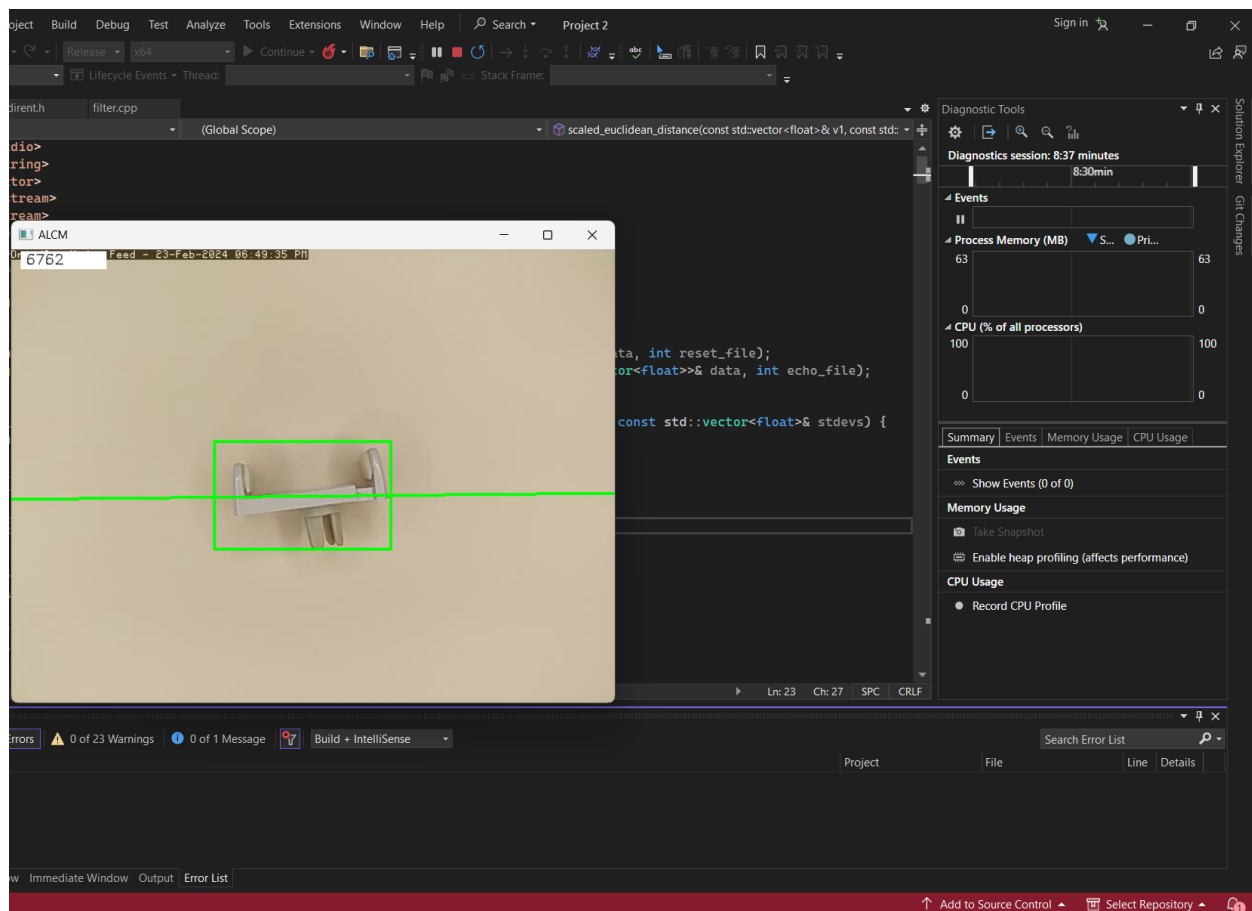 oject Build Debug Test Analyze Tools Extensions Window Help Search Project 2 Sign in
Release x64 Continue
Lifecycle Events Thread: Stack Frame:
dirent.h filter.cpp
(Global Scope) scaled_euclidean_distance(const std::vector<float>& v1, const std::
dio>
ring>
tor>
tream>
ream>
ALCM
6762 Feed - 23-Feb-2024 06:49:35 PM
ata, int reset_file);
or<float>>& data, int echo_file);
const std::vector<float>& stdevs) {
Ln: 23 Ch: 27 SPC CRLF
Diagnostic Tools
Diagnostics session: 8:37 minutes
8:30min
Events
Process Memory (MB) S... Pri...
63 63
0 0
CPU (% of all processors)
100 100
0 0
Summary Events Memory Usage CPU Usage
Events
Show Events (0 of 0)
Memory Usage
Take Snapshot
Enable heap profiling (affects performance)
CPU Usage
Record CPU Profile
Solution Explorer
Git Changes
Errors 0 of 23 Warnings 0 of 1 Message Build + IntelliSense Search Error List
Project File Line Details
ow Immediate Window Output Error List
Add to Source Control Select Repository 1